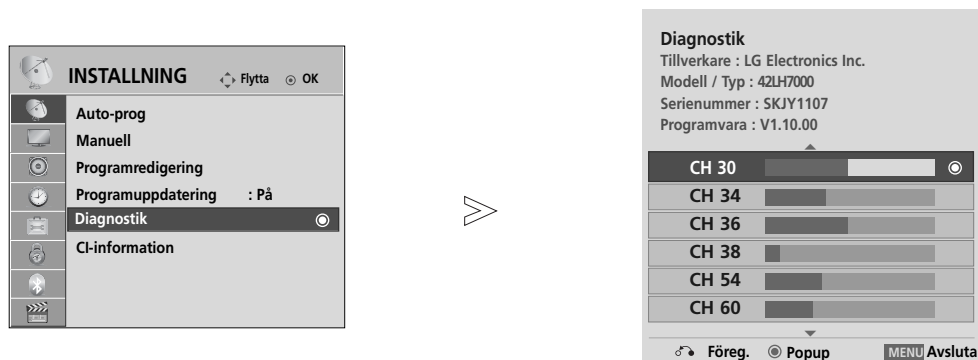 INSTALLNING Flytta OK
Auto-prog
Manuell
Programredigering
Programuppdatering : På
Diagnostik
CI-information
Diagnostik
Tillverkare : LG Electronics Inc.
Modell / Typ : 42LH7000
Serienummer : SKJY1107
Programvara : V1.10.00
CH 30
CH 34
CH 36
CH 38
CH 54
CH 60
Föreg. Popup MENU Avsluta